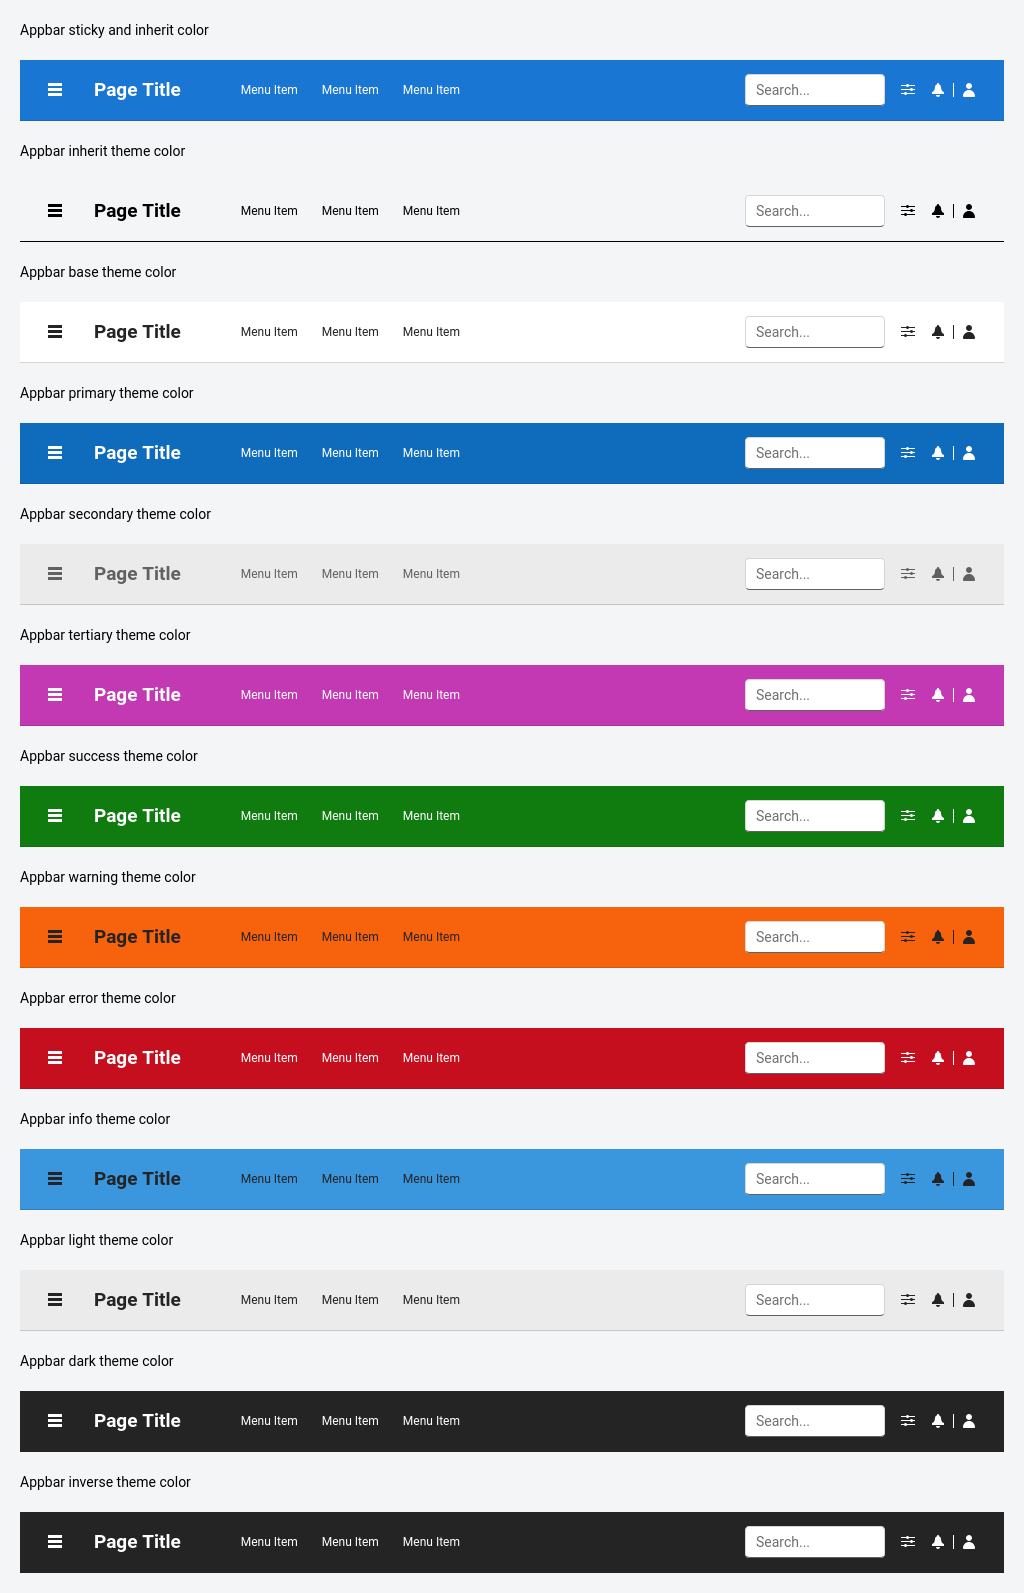 Appbar sticky and inherit color
Page Title Menu Item Menu Item Menu Item Search...
Appbar inherit theme color
Page Title Menu Item Menu Item Menu Item Search...
Appbar base theme color
Page Title Menu Item Menu Item Menu Item Search...
Appbar primary theme color
Page Title Menu Item Menu Item Menu Item Search...
Appbar secondary theme color
Page Title Menu Item Menu Item Menu Item Search...
Appbar tertiary theme color
Page Title Menu Item Menu Item Menu Item Search...
Appbar success theme color
Page Title Menu Item Menu Item Menu Item Search...
Appbar warning theme color
Page Title Menu Item Menu Item Menu Item Search...
Appbar error theme color
Page Title Menu Item Menu Item Menu Item Search...
Appbar info theme color
Page Title Menu Item Menu Item Menu Item Search...
Appbar light theme color
Page Title Menu Item Menu Item Menu Item Search...
Appbar dark theme color
Page Title Menu Item Menu Item Menu Item Search...
Appbar inverse theme color
Page Title Menu Item Menu Item Menu Item Search...